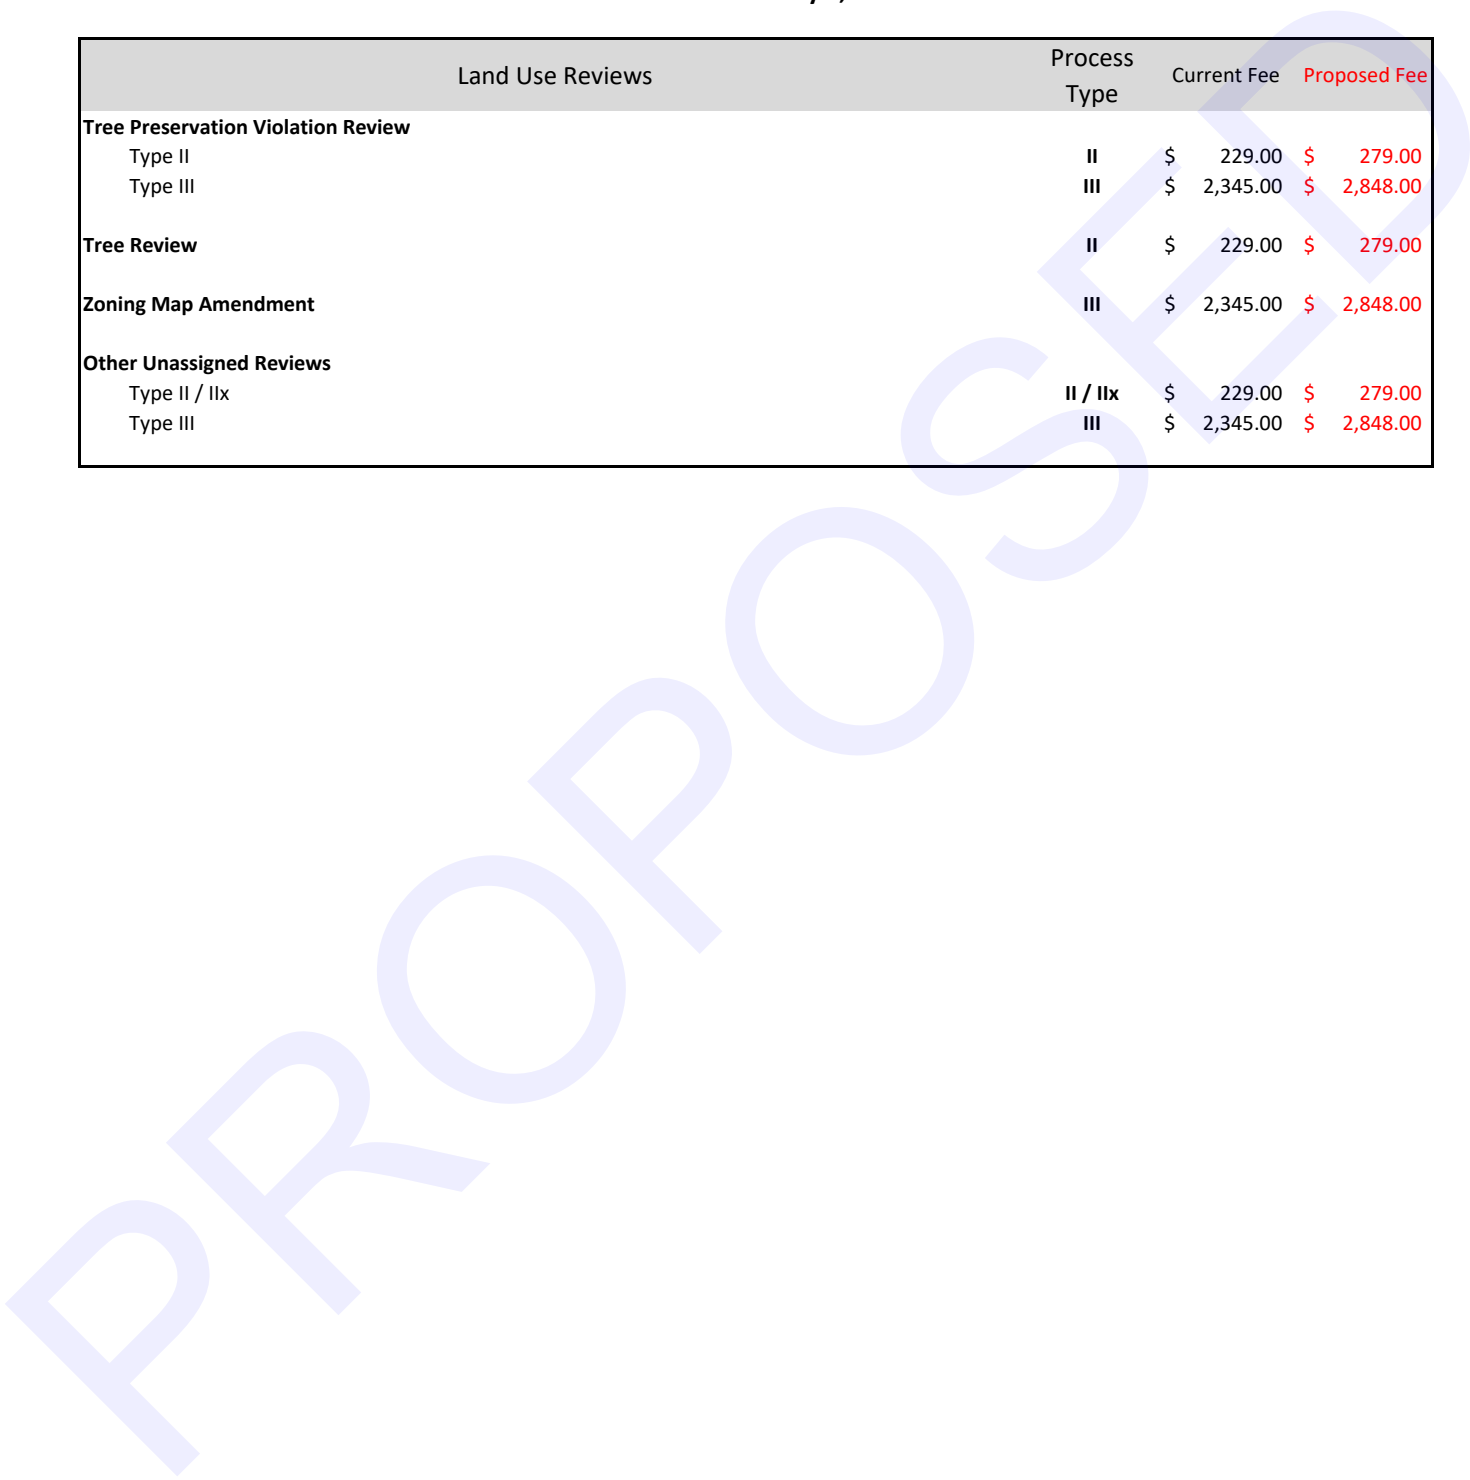 Land Use Reviews Process Type Current Fee Proposed Fee
Tree Preservation Violation Review
Type II II $ 229.00 $ 279.00
Type III III $ 2,345.00 $ 2,848.00
Tree Review II $ 229.00 $ 279.00
Zoning Map Amendment III $ 2,345.00 $ 2,848.00
Other Unassigned Reviews
Type II / IIx II / IIx $ 229.00 $ 279.00
Type III III $ 2,345.00 $ 2,848.00
PROPOSED